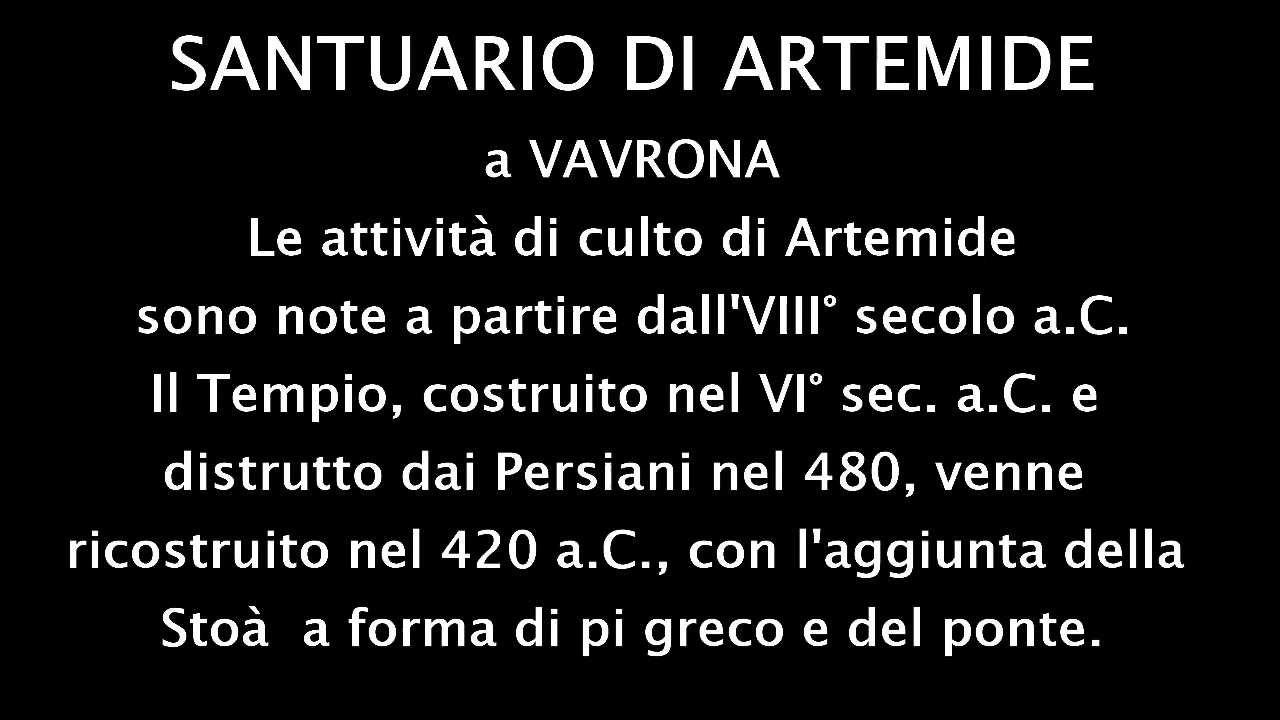 SANTUARIO DI ARTEMIDE
a VAVRONA
Le attività di culto di Artemide
sono note a partire dall'VIII° secolo a.C.
Il Tempio, costruito nel VI° sec. a.C. e
distrutto dai Persiani nel 480, venne
ricostruito nel 420 a.C., con l'aggiunta della
Stoà  a forma di pi greco e del ponte.